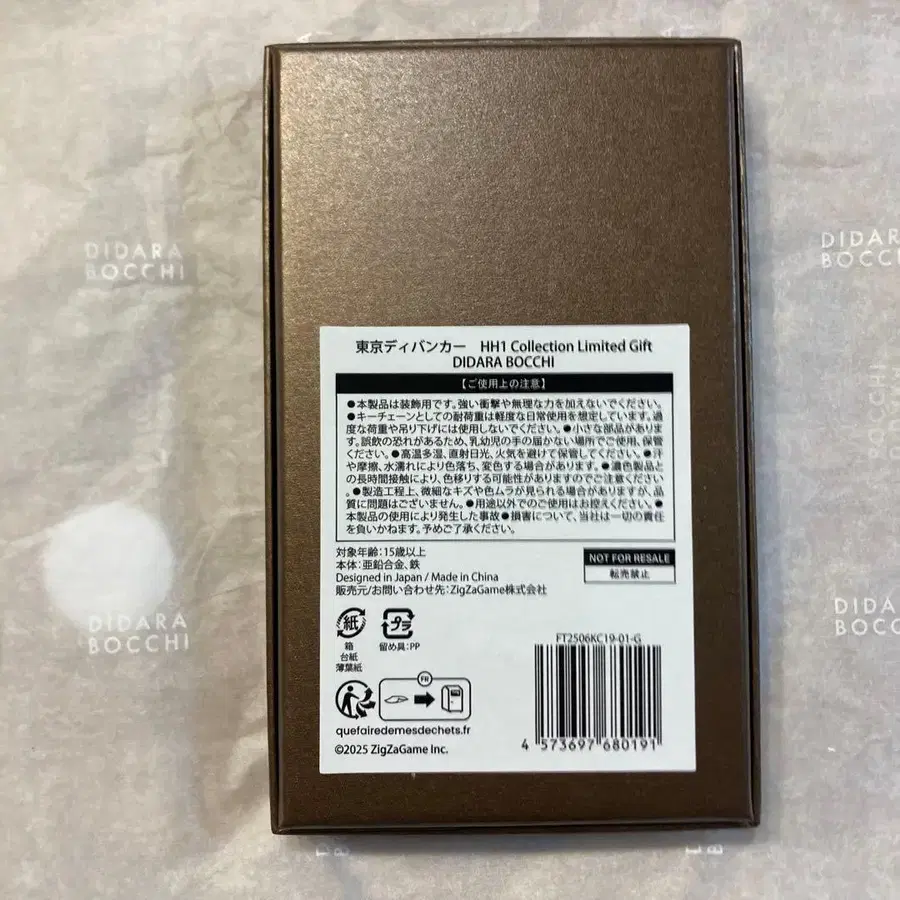 DIDARA
BOCCHI
DIDARA
BOCCHI
東京ディバンカー HH1 Collection Limited Gift
DIDARA BOCCHI
【ご使用上の注意】
●本製品は装飾用です。強い衝撃や無理な力を加えないでください。
●キーチェーンとしての耐荷重は軽度な日常使用を想定しています。過
度な荷重や吊り下げには使用しないでください。●小さな部品がありま
す。誤飲の恐れがあるため、乳幼児の手の届かない場所でご使用、保管
ください。●高温多湿、直射日光、火気を避けて保管してください。●汗
や摩擦、水濡れにより色落ち、変色する場合があります。●濃色製品と
の長時間接触により、色移りする可能性がありますのでご注意ください
。●製造工程上、微細なキズや色ムラが見られる場合がありますが、品
質に問題はございません。●用途以外でのご使用はお控えください。●
本製品の使用により発生した事故●損害について、当社は一切の責任
を負いかねます。予めご了承ください。
対象年齢:15歳以上
本体:亜鉛合金、鉄
Designed in Japan / Made in China
販売元/お問い合わせ先:ZigZaGame株式会社
NOT FOR RESALE
転売禁止
紙
箱
台紙
薄葉紙
プラ
留め具:PP
FR
quefairedemesdechets.fr
©2025 ZigZaGame Inc.
FT2506KC19-01-G
4 573697 680191
DIDARA
BOCCHI
BOCCHI
DIDARA
BOCCHI